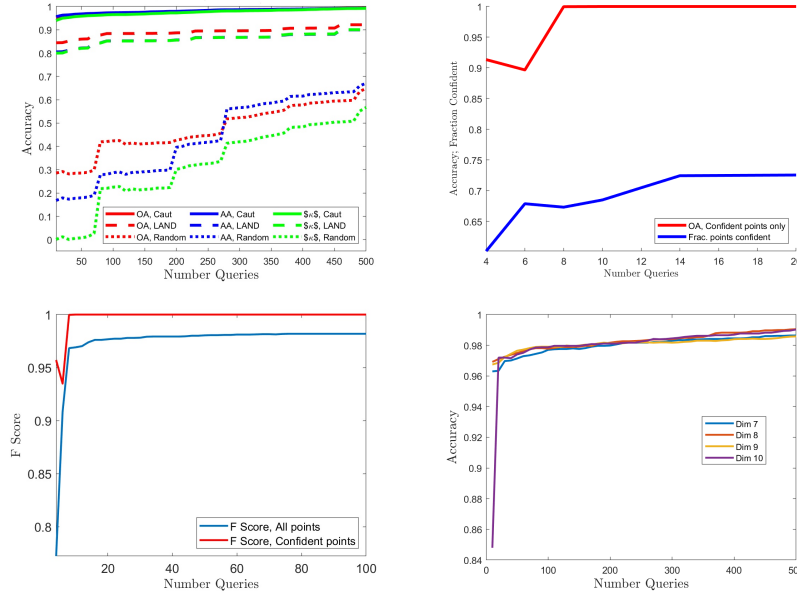 1
0.9
0.8
0.7
0.6
0.5
0.4
0.3
0.2
0.1
0
Accuracy
OA, Caut AA, Caut $κ$, Caut
OA, LAND AA, LAND $κ$, LAND
OA, Random AA, Random $κ$, Random
50 100 150 200 250 300 350 400 450 500
Number Queries
1
0.95
0.9
0.85
0.8
0.75
0.7
0.65
Accuracy; Fraction Confident
OA, Confident points only
Frac. points confident
4 6 8 10 12 14 16 18 20
Number Queries
1
0.95
0.9
0.85
0.8
F Score
F Score, All points
F Score, Confident points
20 40 60 80 100
Number Queries
1
0.98
0.96
0.94
0.92
0.9
0.88
0.86
0.84
Accuracy
Dim 7
Dim 8
Dim 9
Dim 10
0 100 200 300 400 500
Number Queries